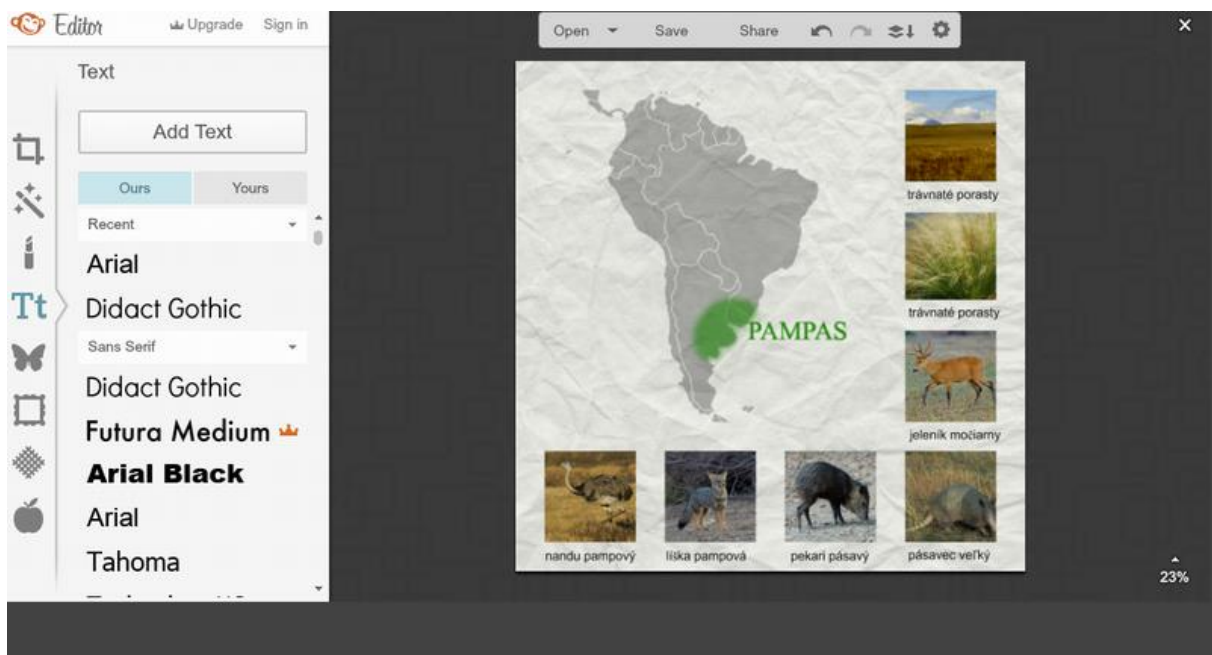 Editor
Upgrade
Sign in
Open
Save
Share
Text
Add Text
Ours
Yours
Recent
Arial
Didact Gothic
Sans Serif
Didact Gothic
Futura Medium
Arial Black
Arial
Tahoma
Tt
PAMPAS
trávnaté porasty
trávnaté porasty
jeleník močiarny
nandu pampový
líška pampová
pekari pásavý
pásavec veľký
23%